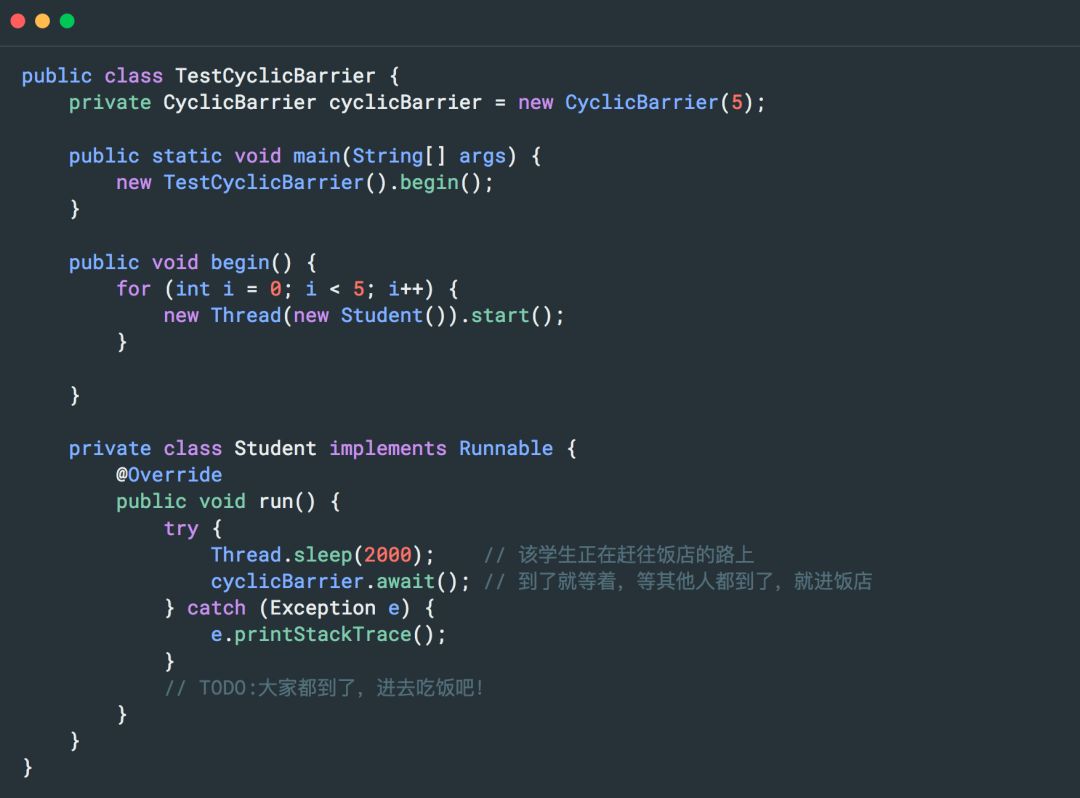 public class TestCyclicBarrier {
    private CyclicBarrier cyclicBarrier = new CyclicBarrier(5);

    public static void main(String[] args) {
        new TestCyclicBarrier().begin();
    }

    public void begin() {
        for (int i = 0; i < 5; i++) {
            new Thread(new Student()).start();
        }

    }

    private class Student implements Runnable {
        @Override
        public void run() {
            try {
                Thread.sleep(2000);    // 该学生正在赶往饭店的路上
                cyclicBarrier.await(); // 到了就等着，等其他人都到了，就进饭店
            } catch (Exception e) {
                e.printStackTrace();
            }
            // TODO:大家都到了，进去吃饭吧！
        }
    }
}